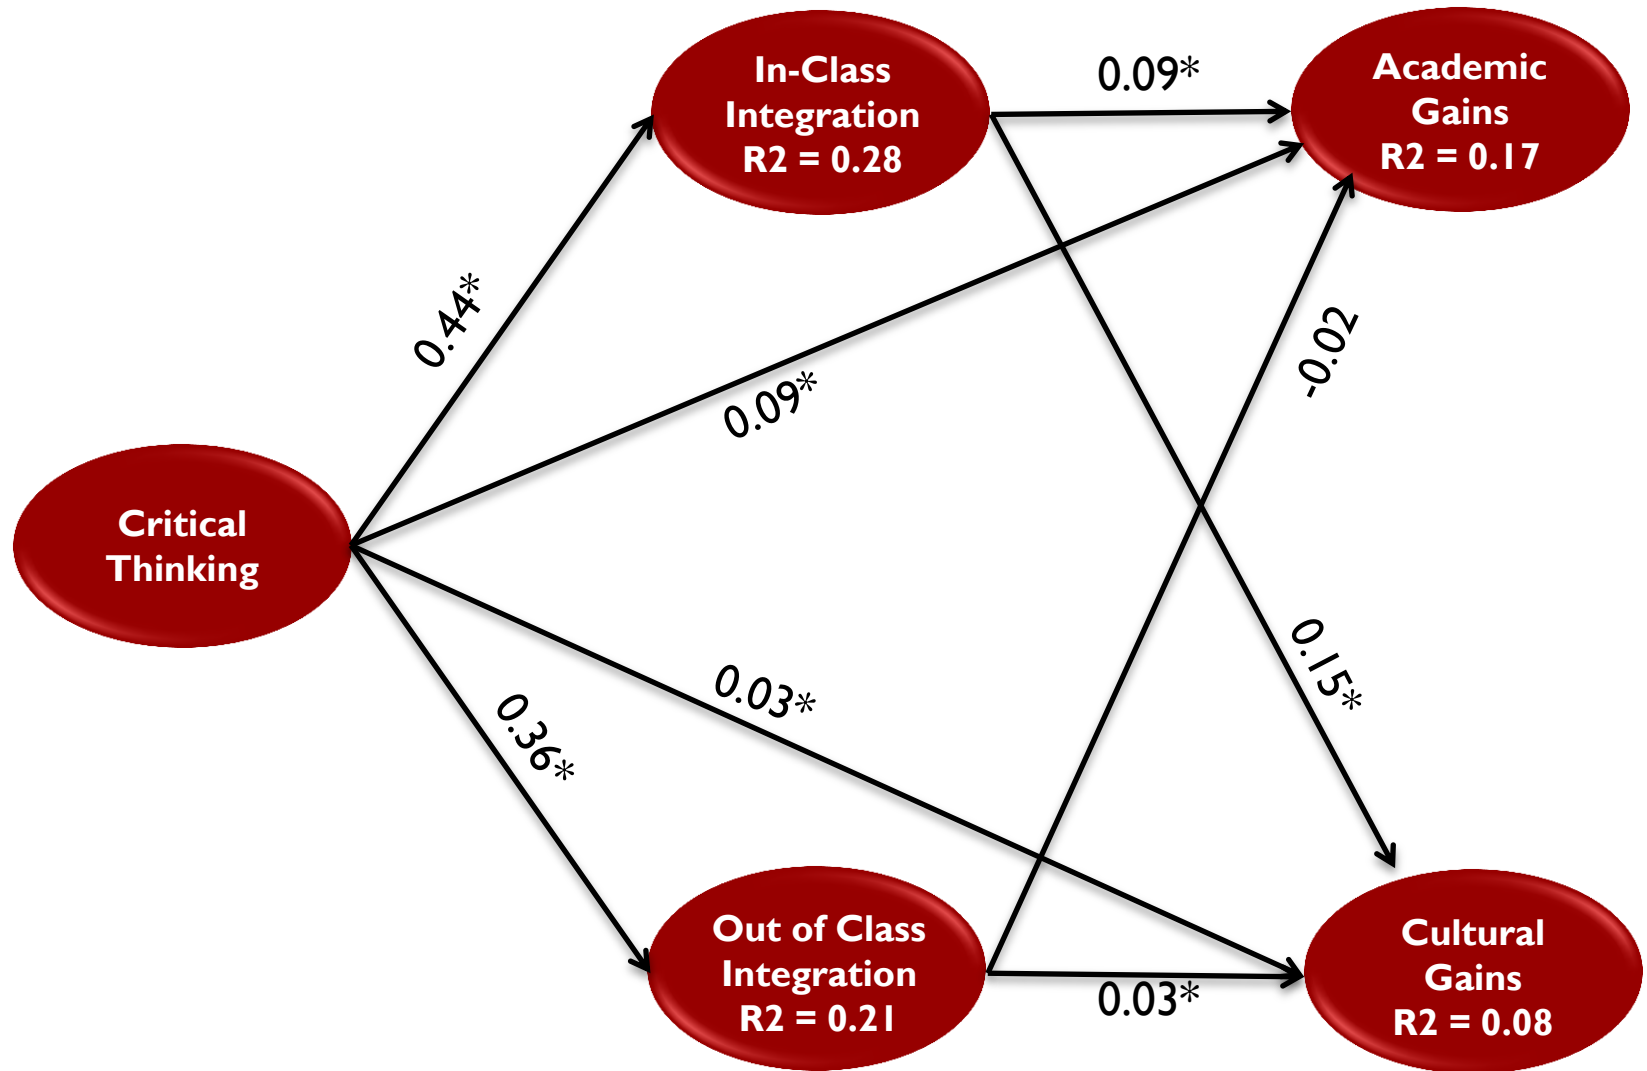 In-Class
Integration
R2 = 0.28
0.09*
Academic
Gains
R2 = 0.17
0.44*
0.09*
-0.02
Critical
Thinking
0.36*
0.03*
0.15*
Out of Class
Integration
R2 = 0.21
0.03*
Cultural
Gains
R2 = 0.08